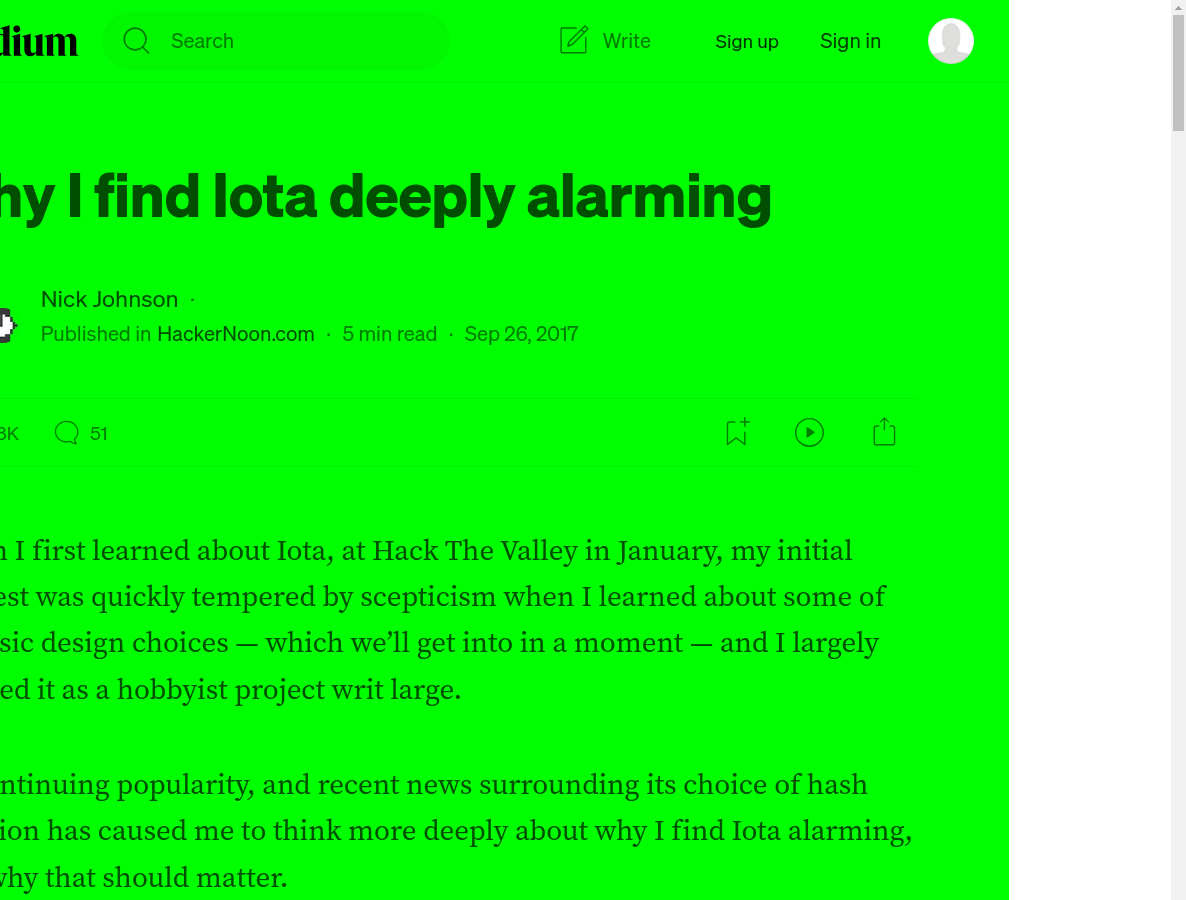 dium
Search
Write
Sign up
Sign in
hy I find Iota deeply alarming
Nick Johnson ·
Published in HackerNoon.com · 5 min read · Sep 26, 2017
8K
51
n I first learned about Iota, at Hack The Valley in January, my initial
est was quickly tempered by scepticism when I learned about some of
sic design choices — which we’ll get into in a moment — and I largely
ed it as a hobbyist project writ large.
ntinuing popularity, and recent news surrounding its choice of hash
ion has caused me to think more deeply about why I find Iota alarming,
why that should matter.